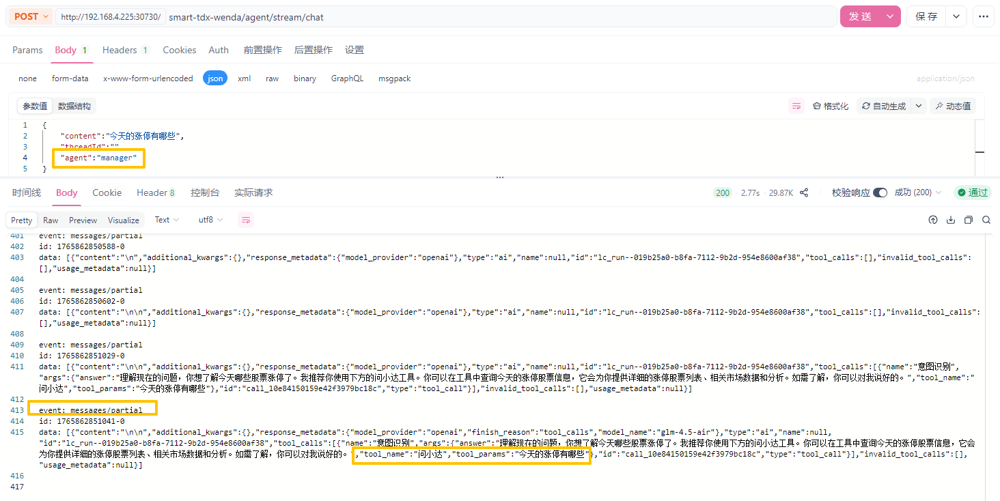 POST http://192.168.4.225:30730/ smart-tdx-wenda/agent/stream/chat 发送 保存
Params Body 1 Headers 1 Cookies Auth 前置操作 后置操作 设置
none form-data x-www-form-urlencoded json xml raw binary GraphQL msgpack application/json
参数值 数据结构 格式化 自动生成 动态值
1 {
2 "content":"今天的涨停有哪些",
3 "threadId":""
4 "agent":"manager"
5 }
时间线 Body Cookie Header 8 控制台 实际请求 200 2.77s 29.87K 校验响应 成功 (200) 通过
Pretty Raw Preview Visualize Text utf8
401 event: messages/partial
402 id: 1765862850588-0
403 data: [{"content":"\n","additional_kwargs":{},"response_metadata":{"model_provider":"openai"},"type":"ai","name":null,"id":"lc_run--019b25a0-b8fa-7112-9b2d-954e8600af38","tool_calls":[],"invalid_tool_calls":
[],"usage_metadata":null}]
404
405 event: messages/partial
406 id: 1765862850602-0
407 data: [{"content":"\n\n","additional_kwargs":{},"response_metadata":{"model_provider":"openai"},"type":"ai","name":null,"id":"lc_run--019b25a0-b8fa-7112-9b2d-954e8600af38","tool_calls":[],"invalid_tool_calls":
[],"usage_metadata":null}]
408
409 event: messages/partial
410 id: 1765862851029-0
411 data: [{"content":"\n\n","additional_kwargs":{},"response_metadata":{"model_provider":"openai"},"type":"ai","name":null,"id":"lc_run--019b25a0-b8fa-7112-9b2d-954e8600af38","tool_calls":[{"name":"意图识别",
"args":{"answer":"理解现在的问题，你想了解今天哪些股票涨停了。我推荐你使用下方的问小达工具。你可以在工具中查询今天的涨停股票信息，它会为你提供详细的涨停股票列表、相关市场数据和分析。如需了解，你可以对我说好的。","tool_name":"
问小达","tool_params":"今天的涨停有哪些"},"id":"call_10e84150159e42f3979bc18c","type":"tool_call"}],"invalid_tool_calls":[],"usage_metadata":null}]
412
413 event: messages/partial
414 id: 1765862851041-0
415 data: [{"content":"\n\n","additional_kwargs":{},"response_metadata":{"model_provider":"openai","finish_reason":"tool_calls","model_name":"glm-4.5-air"},"type":"ai","name":null,
"id":"lc_run--019b25a0-b8fa-7112-9b2d-954e8600af38","tool_calls":[{"name":"意图识别","args":{"answer":"理解现在的问题，你想了解今天哪些股票涨停了。我推荐你使用下方的问小达工具。你可以在工具中查询今天的涨停股票信息，它会
为你提供详细的涨停股票列表、相关市场数据和分析。如需了解，你可以对我说好的。","tool_name":"问小达","tool_params":"今天的涨停有哪些"},"id":"call_10e84150159e42f3979bc18c","type":"tool_call"}],"invalid_tool_calls":[],
"usage_metadata":null}]
416
417